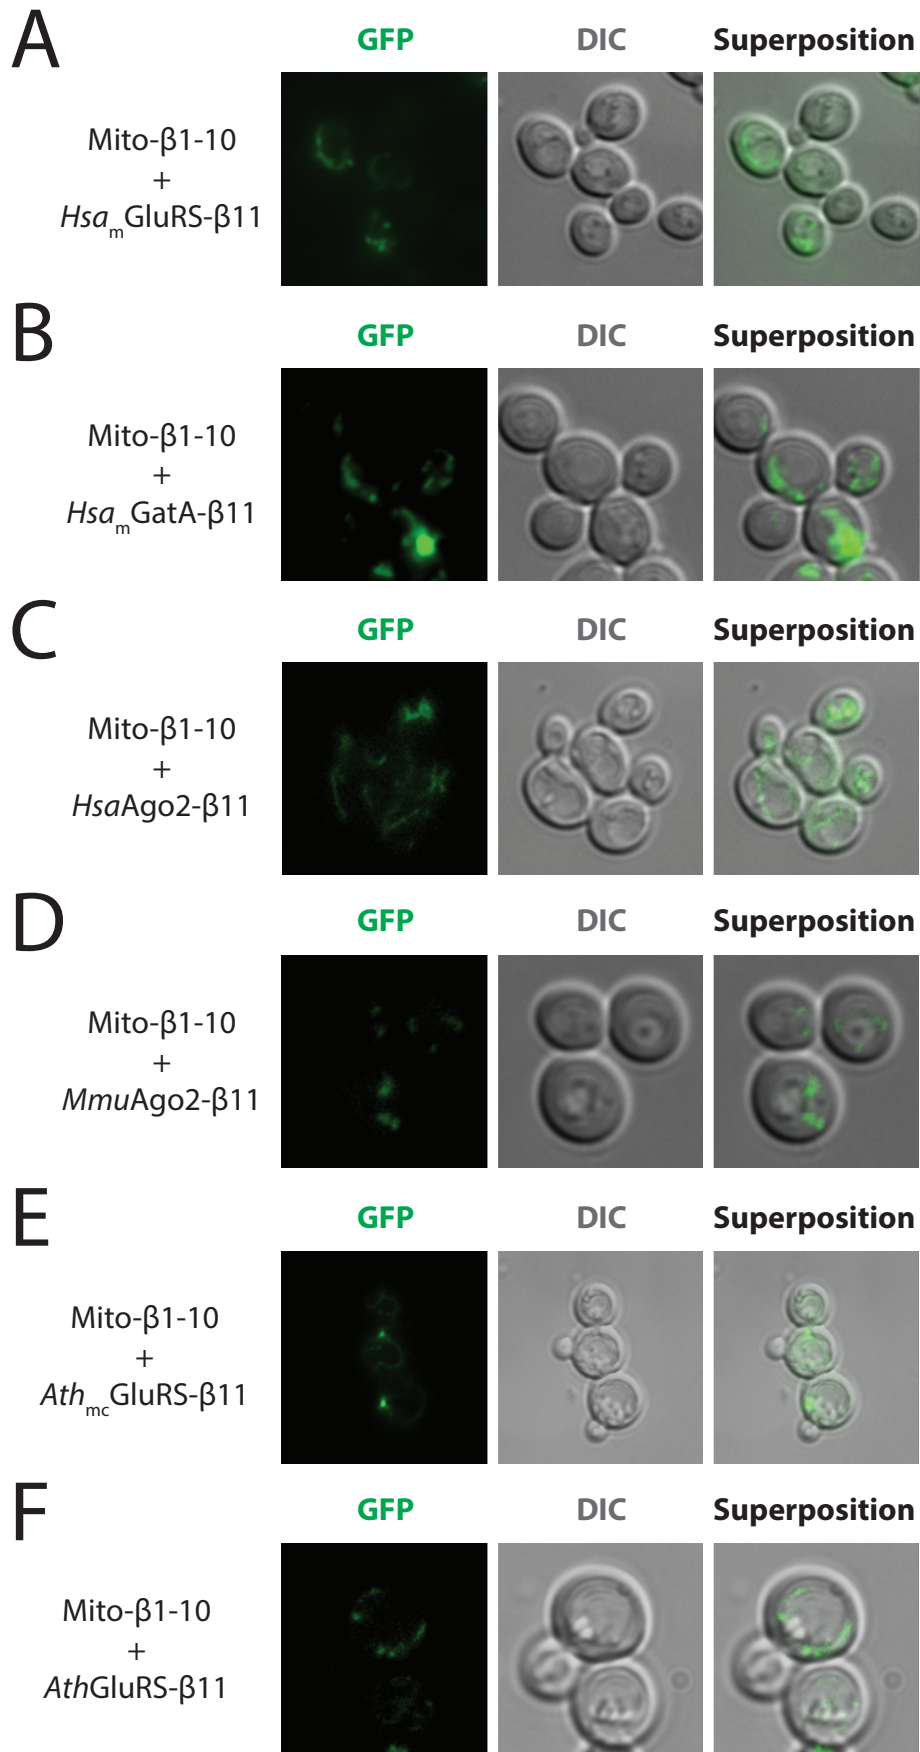 A
GFP DIC Superposition
Mito-β1-10
+
HsamGluRS-β11
B
GFP DIC Superposition
Mito-β1-10
+
HsamGatA-β11
C
GFP DIC Superposition
Mito-β1-10
+
HsaAgo2-β11
D
GFP DIC Superposition
Mito-β1-10
+
MmuAgo2-β11
E
GFP DIC Superposition
Mito-β1-10
+
AthmcGluRS-β11
F
GFP DIC Superposition
Mito-β1-10
+
AthGluRS-β11